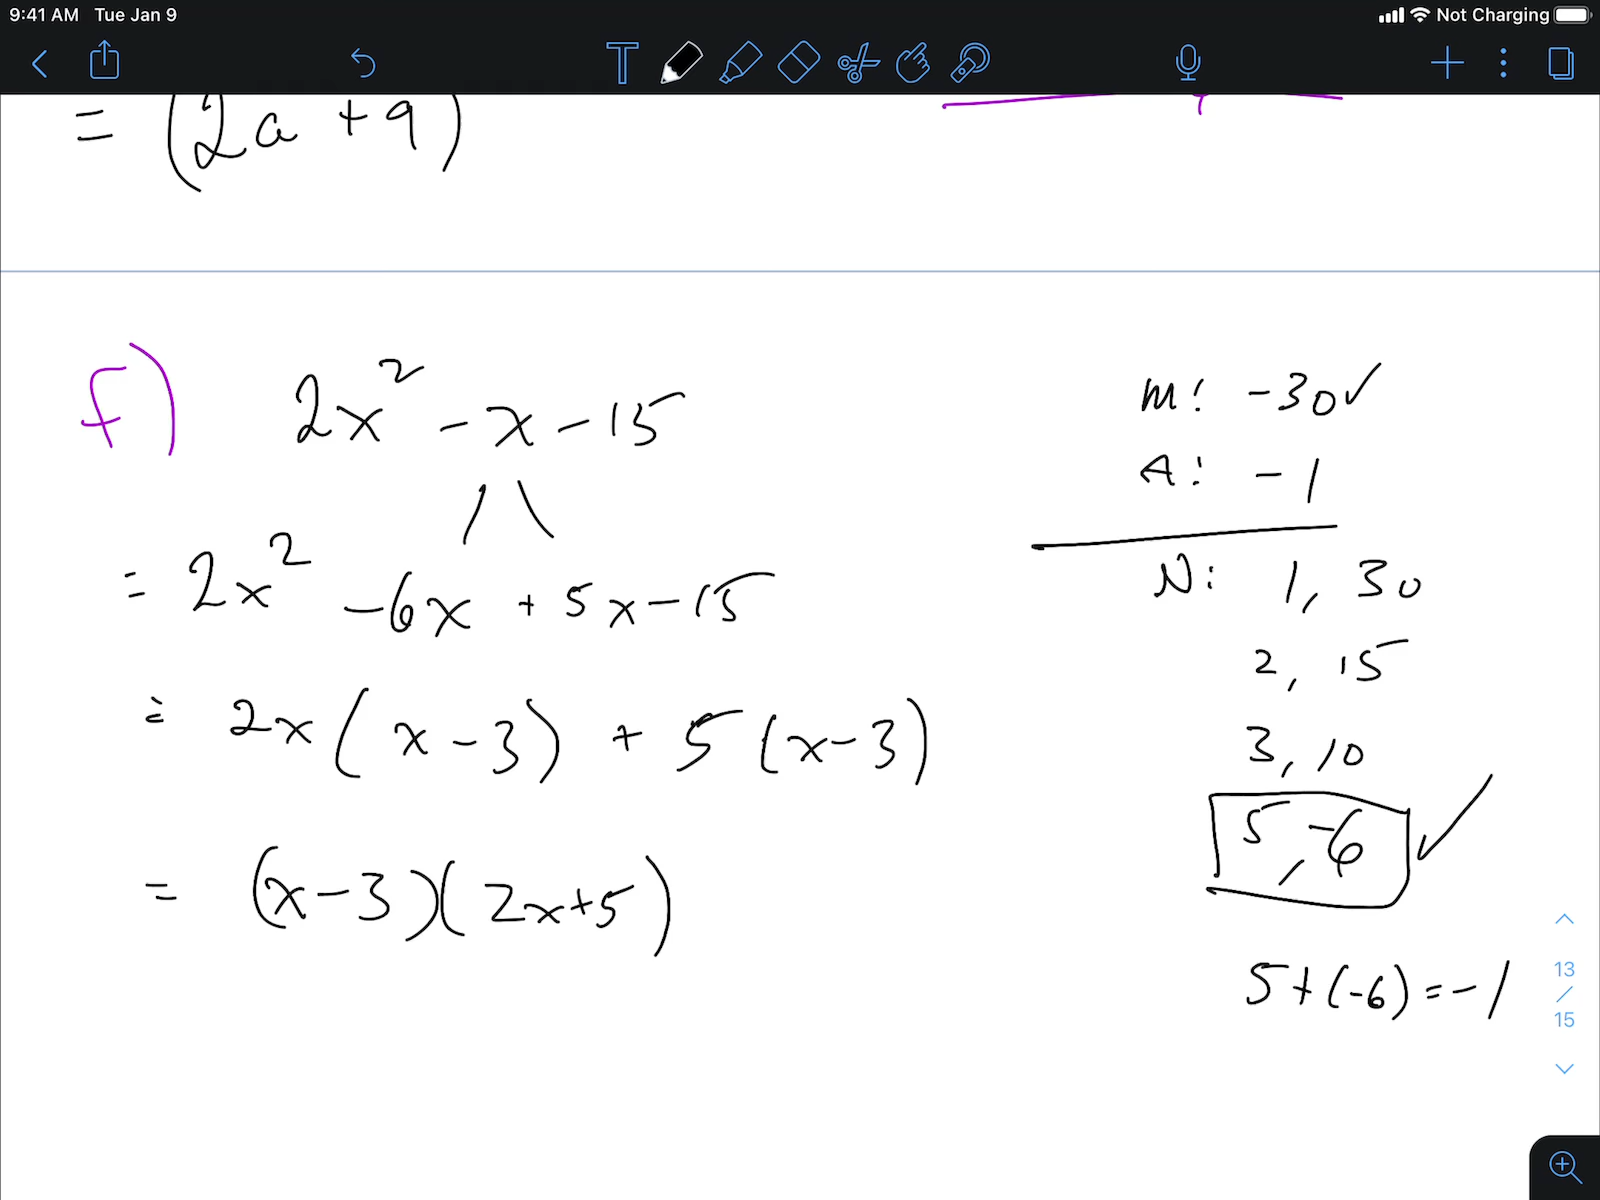 9:41 AM Tue Jan 9
Not Charging
= (2a + 9)
f) 2x² - x - 15
= 2x² - 6x + 5x - 15
= 2x(x - 3) + 5(x - 3)
= (x - 3)(2x + 5)
M: -30 ✓
A: -1
N: 1, 30
2, 15
3, 10
5, -6 ✓
5 + (-6) = -1
13
/
15